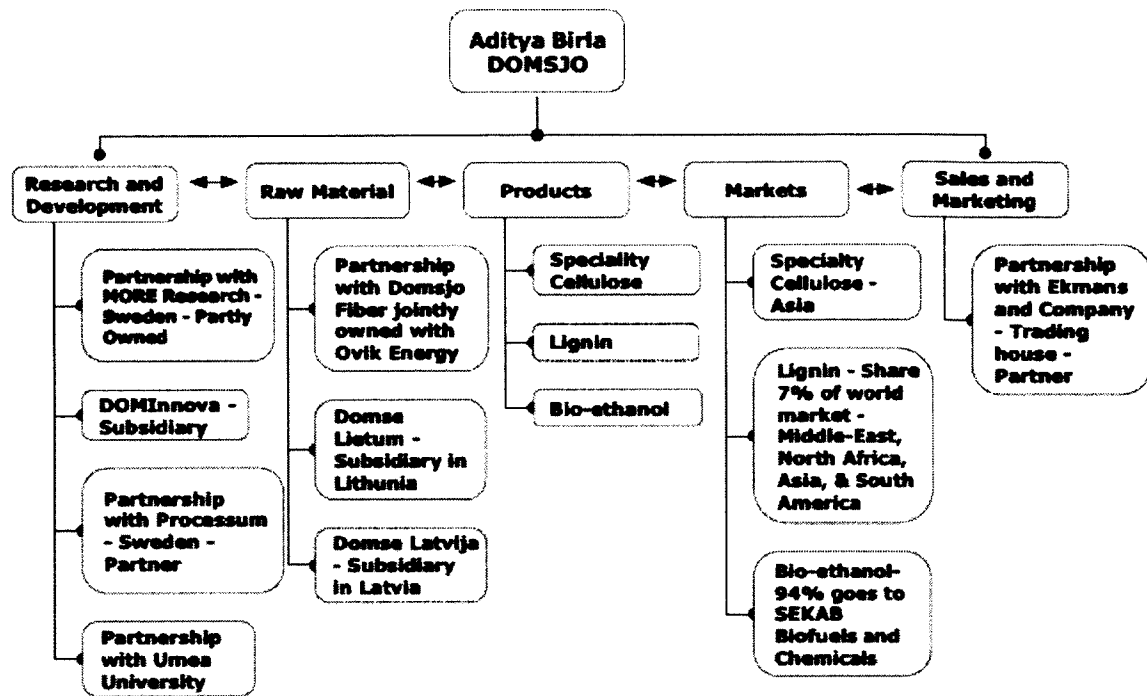 Aditya Birla
DOMSJO
Research and
Development
Raw Material
Products
Markets
Sales and
Marketing
Partnership with
MORE Research -
Sweden - Partly
Owned
DOMInnova -
Subsidiary
Partnership
with Processum
- Sweden -
Partner
Partnership
with Umea
University
Partnership
with Domsjo
Fiber jointly
owned with
Ovik Energy
Domse
Lietum -
Subsidiary in
Lithunia
Domse Latvija
- Subsidiary
in Latvia
Speciality
Cellulose
Lignin
Bio-ethanol
Specialty
Cellulose -
Asia
Lignin - Share
7% of world
market -
Middle-East,
North Africa,
Asia, & South
America
Bio-ethanol-
94% goes to
SEKAB
Biofuels and
Chemicals
Partnership
with Ekmans
and Company
- Trading
house -
Partner